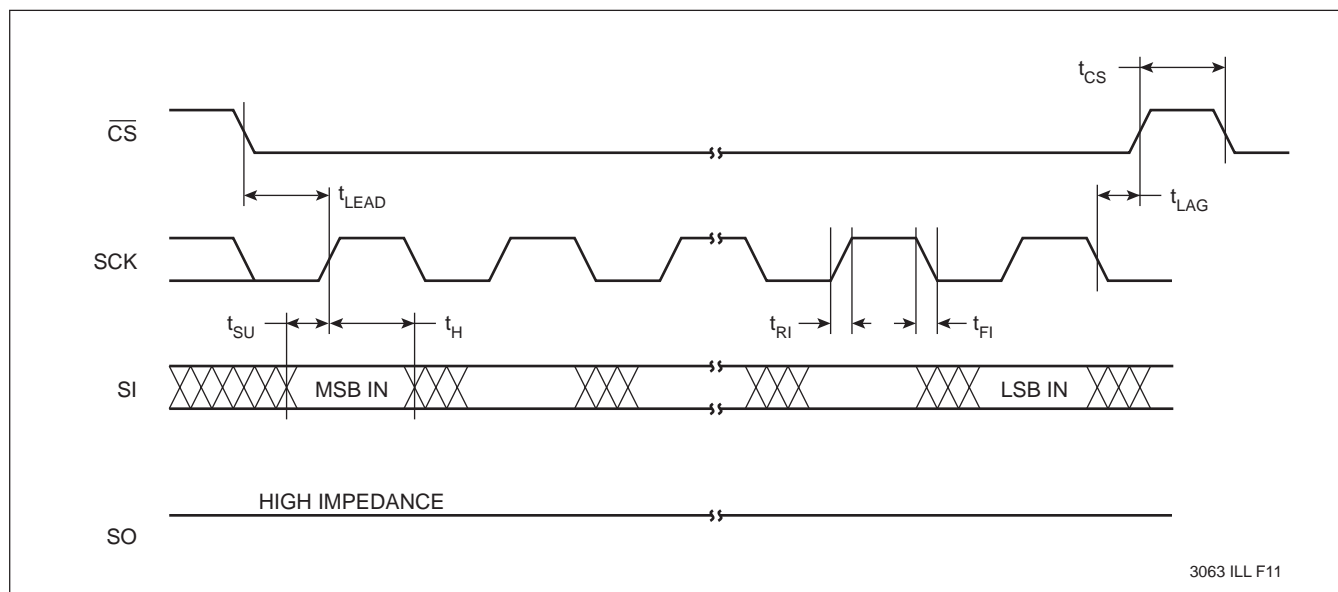 tCS
CS
tLEAD
tLAG
SCK
tSU
tH
tRI
tFI
SI
MSB IN
LSB IN
HIGH IMPEDANCE
SO
3063 ILL F11